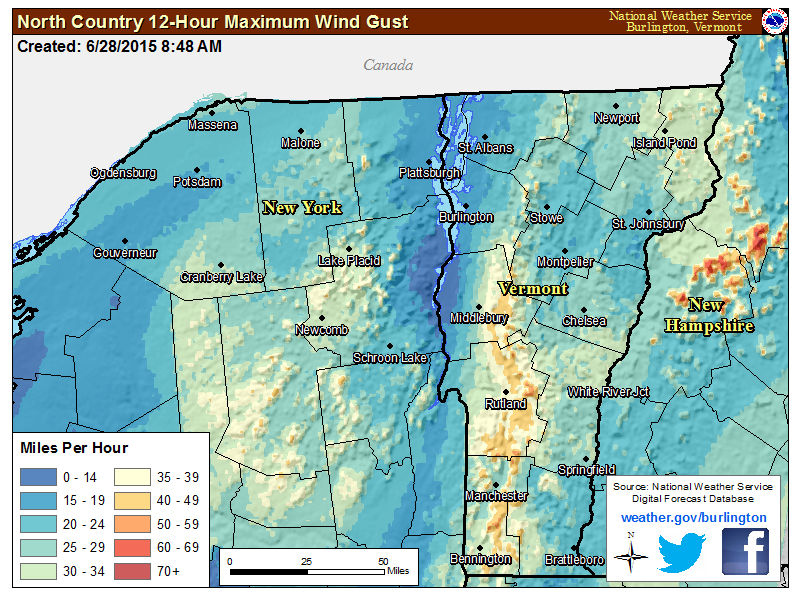 North Country 12-Hour Maximum Wind Gust
National Weather Service
Burlington, Vermont
Created: 6/28/2015 8:48 AM
Canada
Massena
Malone
Newport
Island Pond
St. Albans
Ogdensburg
Potsdam
Plattsburgh
New York
Burlington
Stowe
St. Johnsbury
Gouverneur
Cranberry Lake
Lake Placid
Montpelier
Vermont
New
Hampshire
Newcomb
Middlebury
Chelsea
Schroon Lake
White River Jct
Rutland
Springfield
Manchester
Bennington
Brattleboro
Miles Per Hour
0 - 14
15 - 19
20 - 24
25 - 29
30 - 34
35 - 39
40 - 49
50 - 59
60 - 69
70+
0 25 50
Miles
Source: National Weather Service
Digital Forecast Database
weather.gov/burlington
N